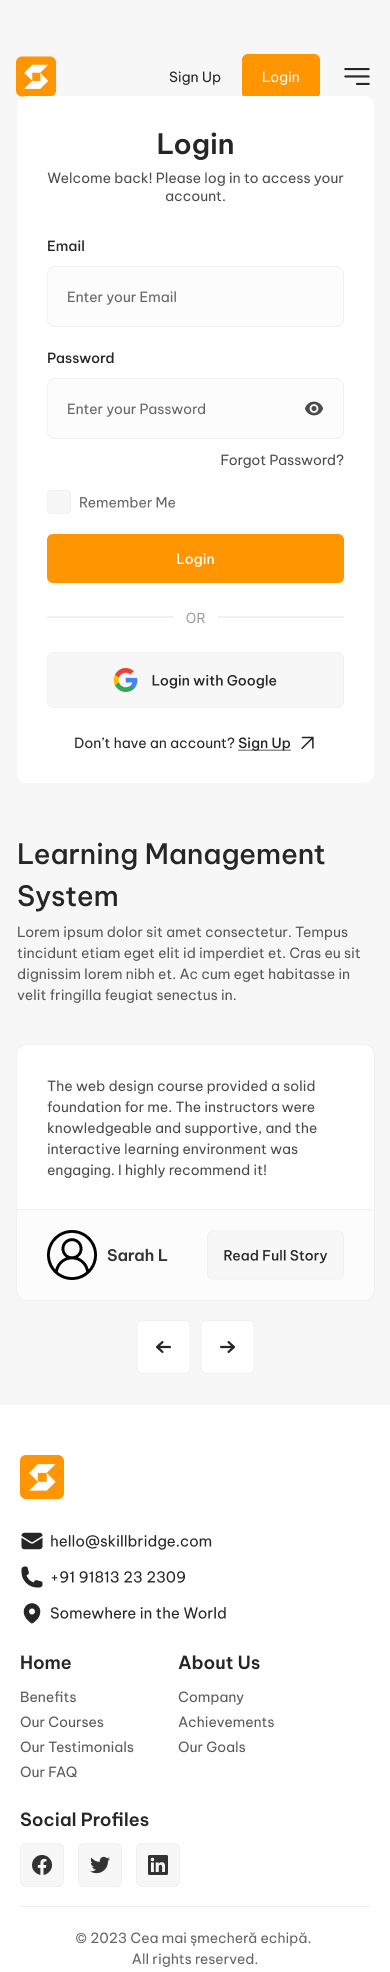 Sign Up
Login
Login
Welcome back! Please log in to access your
account.
Email
Enter your Email
Password
Enter your Password
Forgot Password?
Remember Me
Login
OR
Login with Google
Don't have an account? Sign Up
Learning Management
System
Lorem ipsum dolor sit amet consectetur. Tempus
tincidunt etiam eget elit id imperdiet et. Cras eu sit
dignissim lorem nibh et. Ac cum eget habitasse in
velit fringilla feugiat senectus in.
The web design course provided a solid
foundation for me. The instructors were
knowledgeable and supportive, and the
interactive learning environment was
engaging. I highly recommend it!
Sarah L
Read Full Story
hello@skillbridge.com
+91 91813 23 2309
Somewhere in the World
Home
Benefits
Our Courses
Our Testimonials
Our FAQ
About Us
Company
Achievements
Our Goals
Social Profiles
© 2023 Cea mai șmecheră echipă.
All rights reserved.